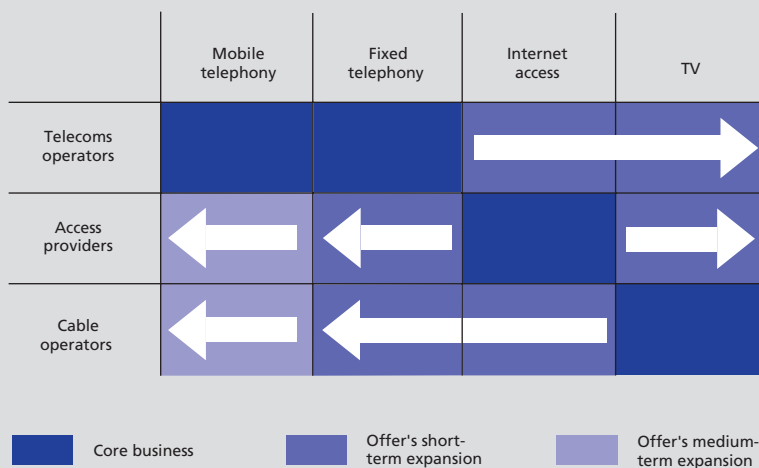 Mobile
telephony
Fixed
telephony
Internet
access
TV
Telecoms
operators
Access
providers
Cable
operators
Core business
Offer's short-
term expansion
Offer's medium-
term expansion